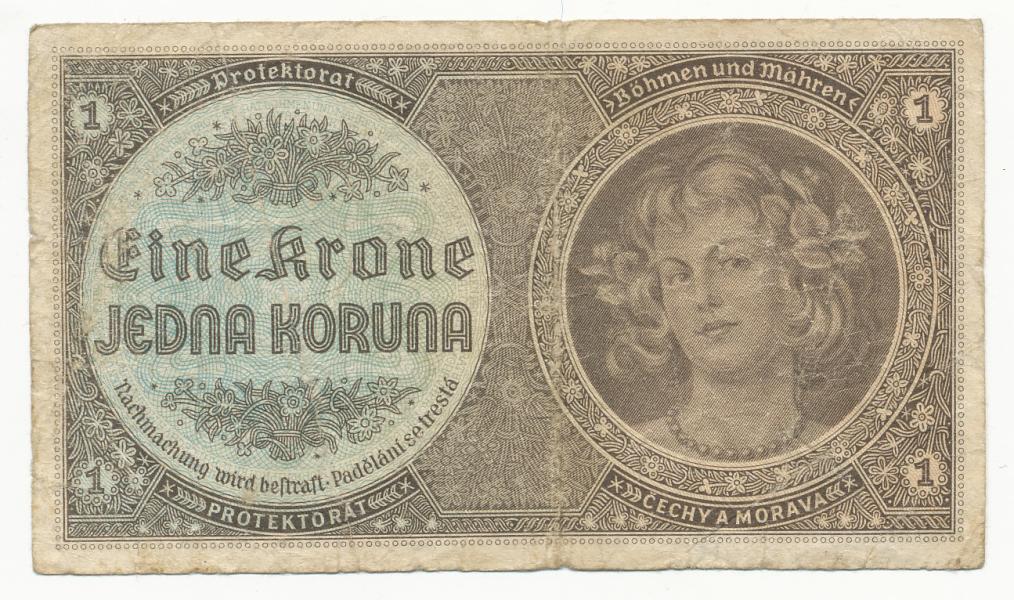 Protektorat
Böhmen und Mähren
1
1
Eine Krone
JEDNA KORUNA
Nachmachung wird bestraft · Padělání se trestá
1
1
PROTEKTORÁT
ČECHY A MORAVA